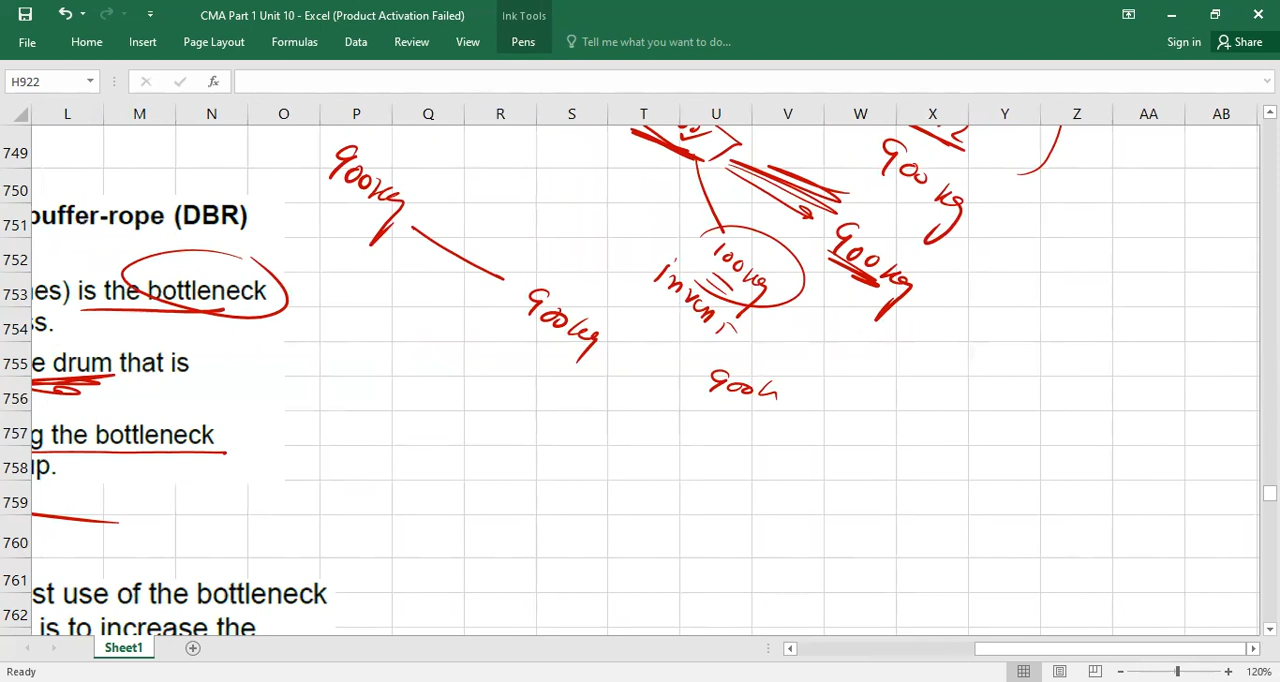 CMA Part 1 Unit 10 - Excel (Product Activation Failed)
Ink Tools
File
Home
Insert
Page Layout
Formulas
Data
Review
View
Pens
Tell me what you want to do...
Sign in
Share
H922
fx
L M N O P Q R S T U V W X Y Z AA AB
749
750
751
752
753
754
755
756
757
758
759
760
761
762
buffer-rope (DBR)
nes) is the bottleneck
ss.
e drum that is
g the bottleneck
up.
st use of the bottleneck
is to increase the
900kg
900kg
100kg
900kg
900kg
Sheet1
Ready
120%